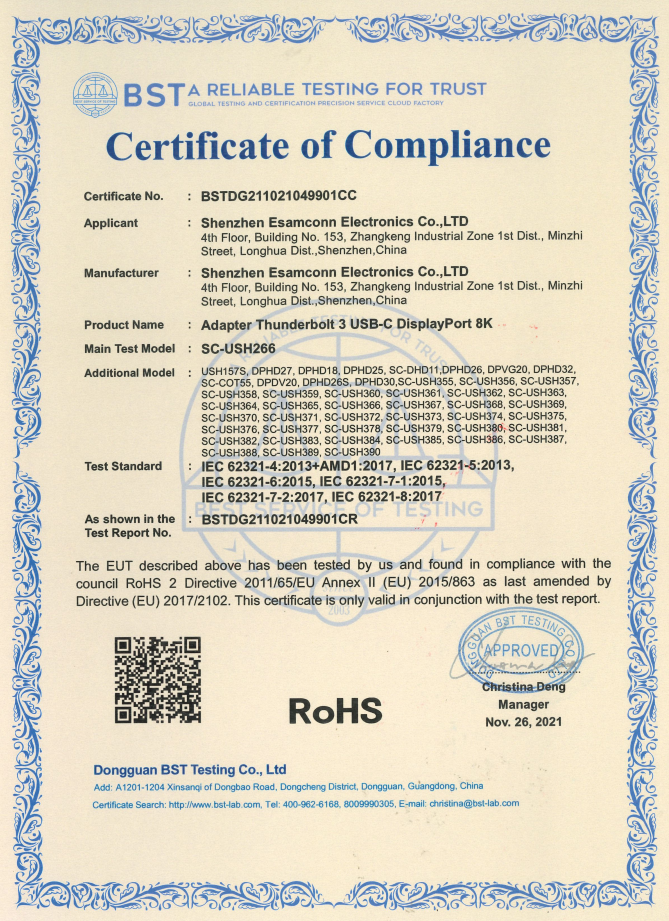 BST A RELIABLE TESTING FOR TRUST
GLOBAL TESTING AND CERTIFICATION PRECISION SERVICE CLOUD FACTORY
Certificate of Compliance
Certificate No. : BSTDG211021049901CC
Applicant : Shenzhen Esamconn Electronics Co.,LTD
4th Floor, Building No. 153, Zhangkeng Industrial Zone 1st Dist., Minzhi
Street, Longhua Dist.,Shenzhen,China
Manufacturer : Shenzhen Esamconn Electronics Co.,LTD
4th Floor, Building No. 153, Zhangkeng Industrial Zone 1st Dist., Minzhi
Street, Longhua Dist.,Shenzhen,China
Product Name : Adapter Thunderbolt 3 USB-C DisplayPort 8K
Main Test Model : SC-USH266
Additional Model : USH197S, DPHD27, DPHD18, DPHD25, SC-DHD11,DPHD26, DPVG20, DPHD32,
SC-COT55, DPDV20, DPHD26S, DPHD30,SC-USH355, SC-USH356, SC-USH357,
SC-USH358, SC-USH359, SC-USH360, SC-USH361, SC-USH362, SC-USH363,
SC-USH364, SC-USH365, SC-USH366, SC-USH367, SC-USH368, SC-USH369,
SC-USH370, SC-USH371, SC-USH372, SC-USH373, SC-USH374, SC-USH375,
SC-USH376, SC-USH377, SC-USH378, SC-USH379, SC-USH380, SC-USH381,
SC-USH382, SC-USH383, SC-USH384, SC-USH385, SC-USH386, SC-USH387,
SC-USH388, SC-USH389, SC-USH390
Test Standard : IEC 62321-4:2013+AMD1:2017, IEC 62321-5:2013,
IEC 62321-6:2015, IEC 62321-7-1:2015,
IEC 62321-7-2:2017, IEC 62321-8:2017
BEST SERVICE OF TESTING
As shown in the : BSTDG211021049901CR
Test Report No.
The EUT described above has been tested by us and found in compliance with the
council RoHS 2 Directive 2011/65/EU Annex II (EU) 2015/863 as last amended by
Directive (EU) 2017/2102. This certificate is only valid in conjunction with the test report.
2003
APPROVED
RoHS
Christina Deng
Manager
Nov. 26, 2021
Dongguan BST Testing Co., Ltd
Add: A1201-1204 Xinsanqi of Dongbao Road, Dongcheng District, Dongguan, Guangdong, China
Certificate Search: http://www.bst-lab.com, Tel: 400-962-6168, 8009990305, E-mail: christina@bst-lab.com